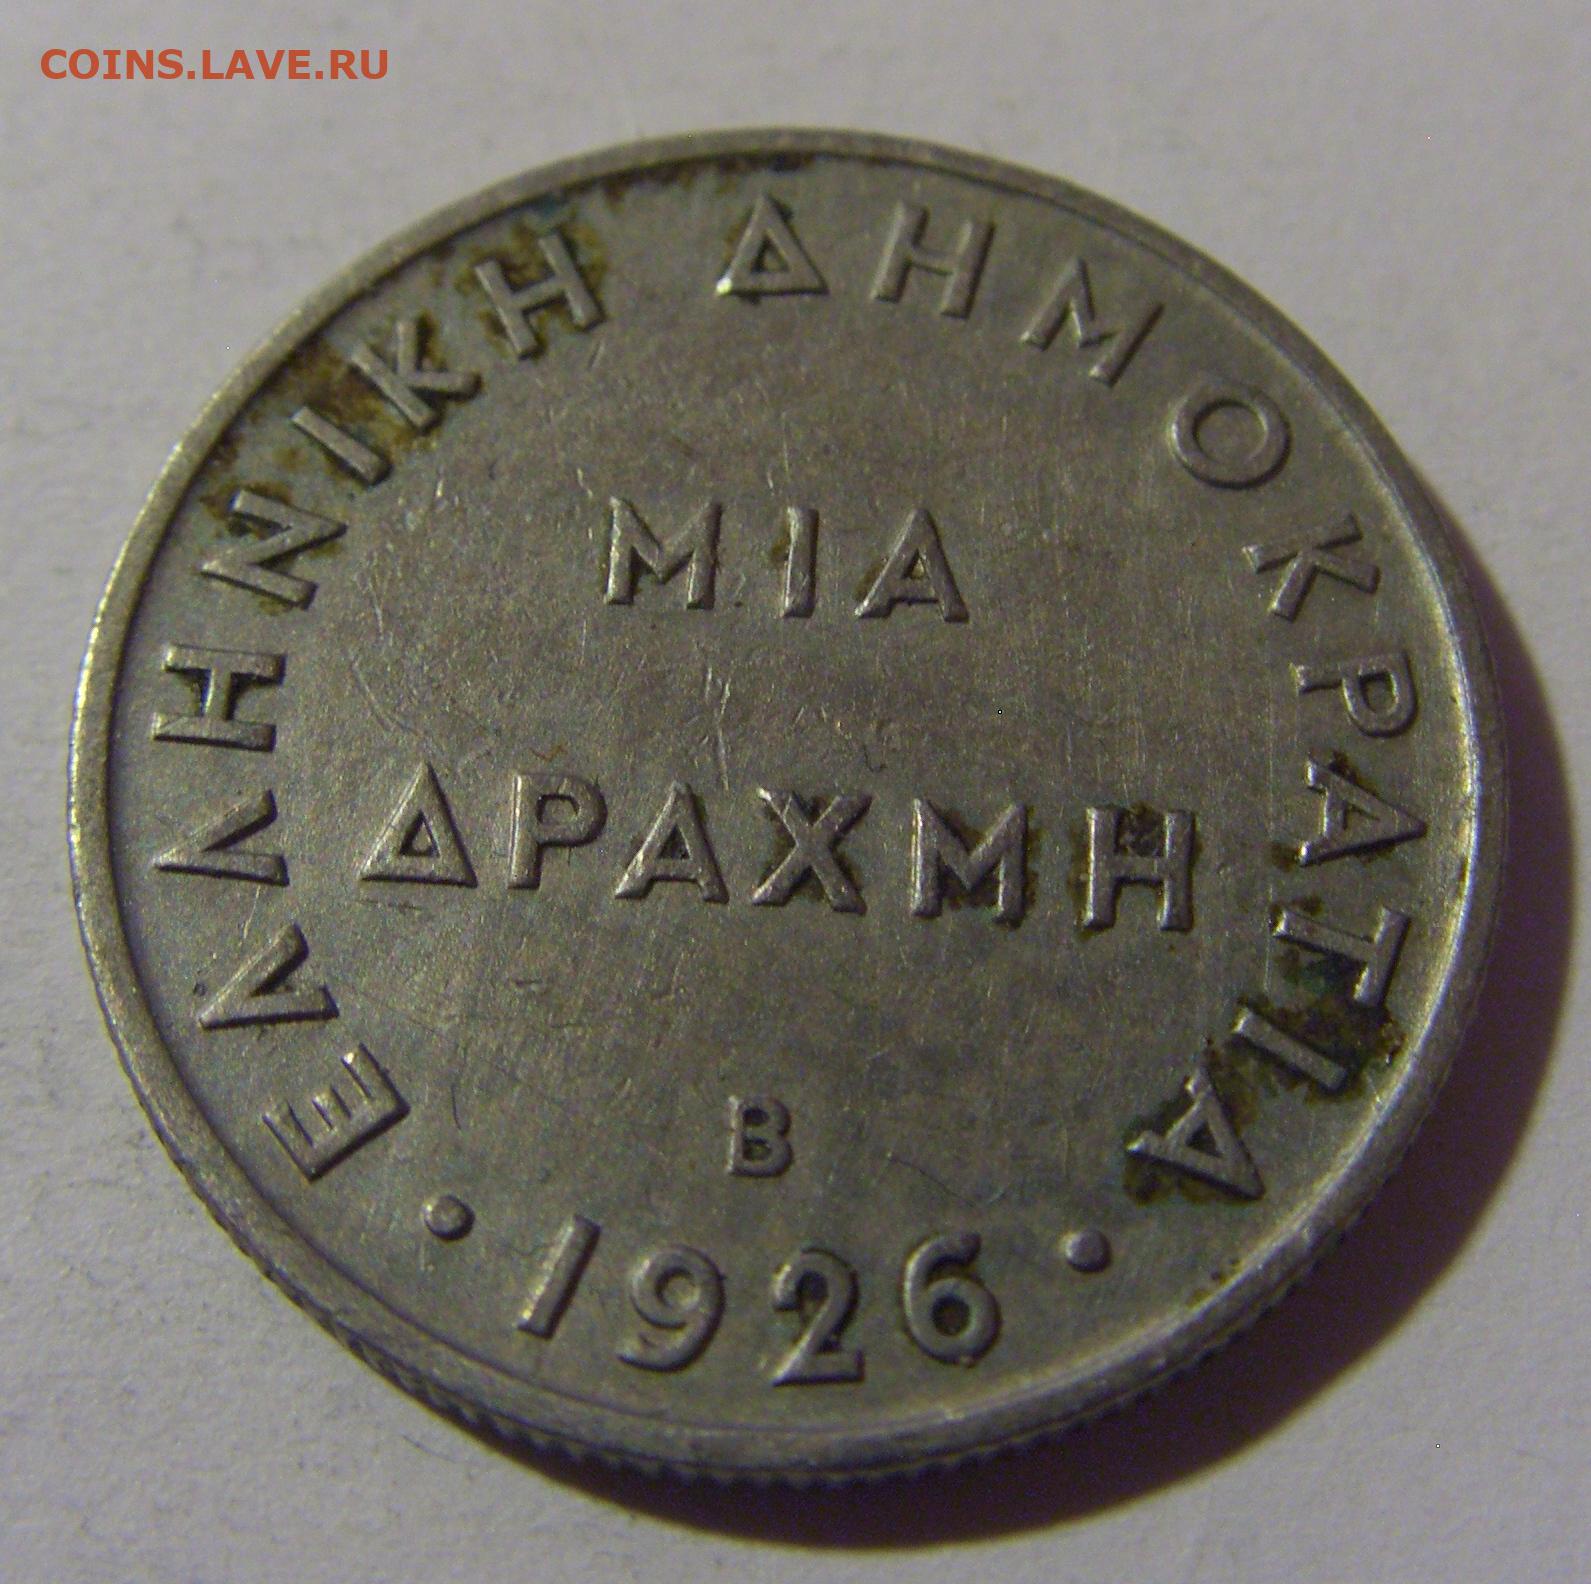 COINS.LAVE.RU
ΕΛΛΗΝΙΚΗ ΔΗΜΟΚΡΑΤΙΑ
ΜΙΑ
ΔΡΑΧΜΗ
Β
· 1926 ·